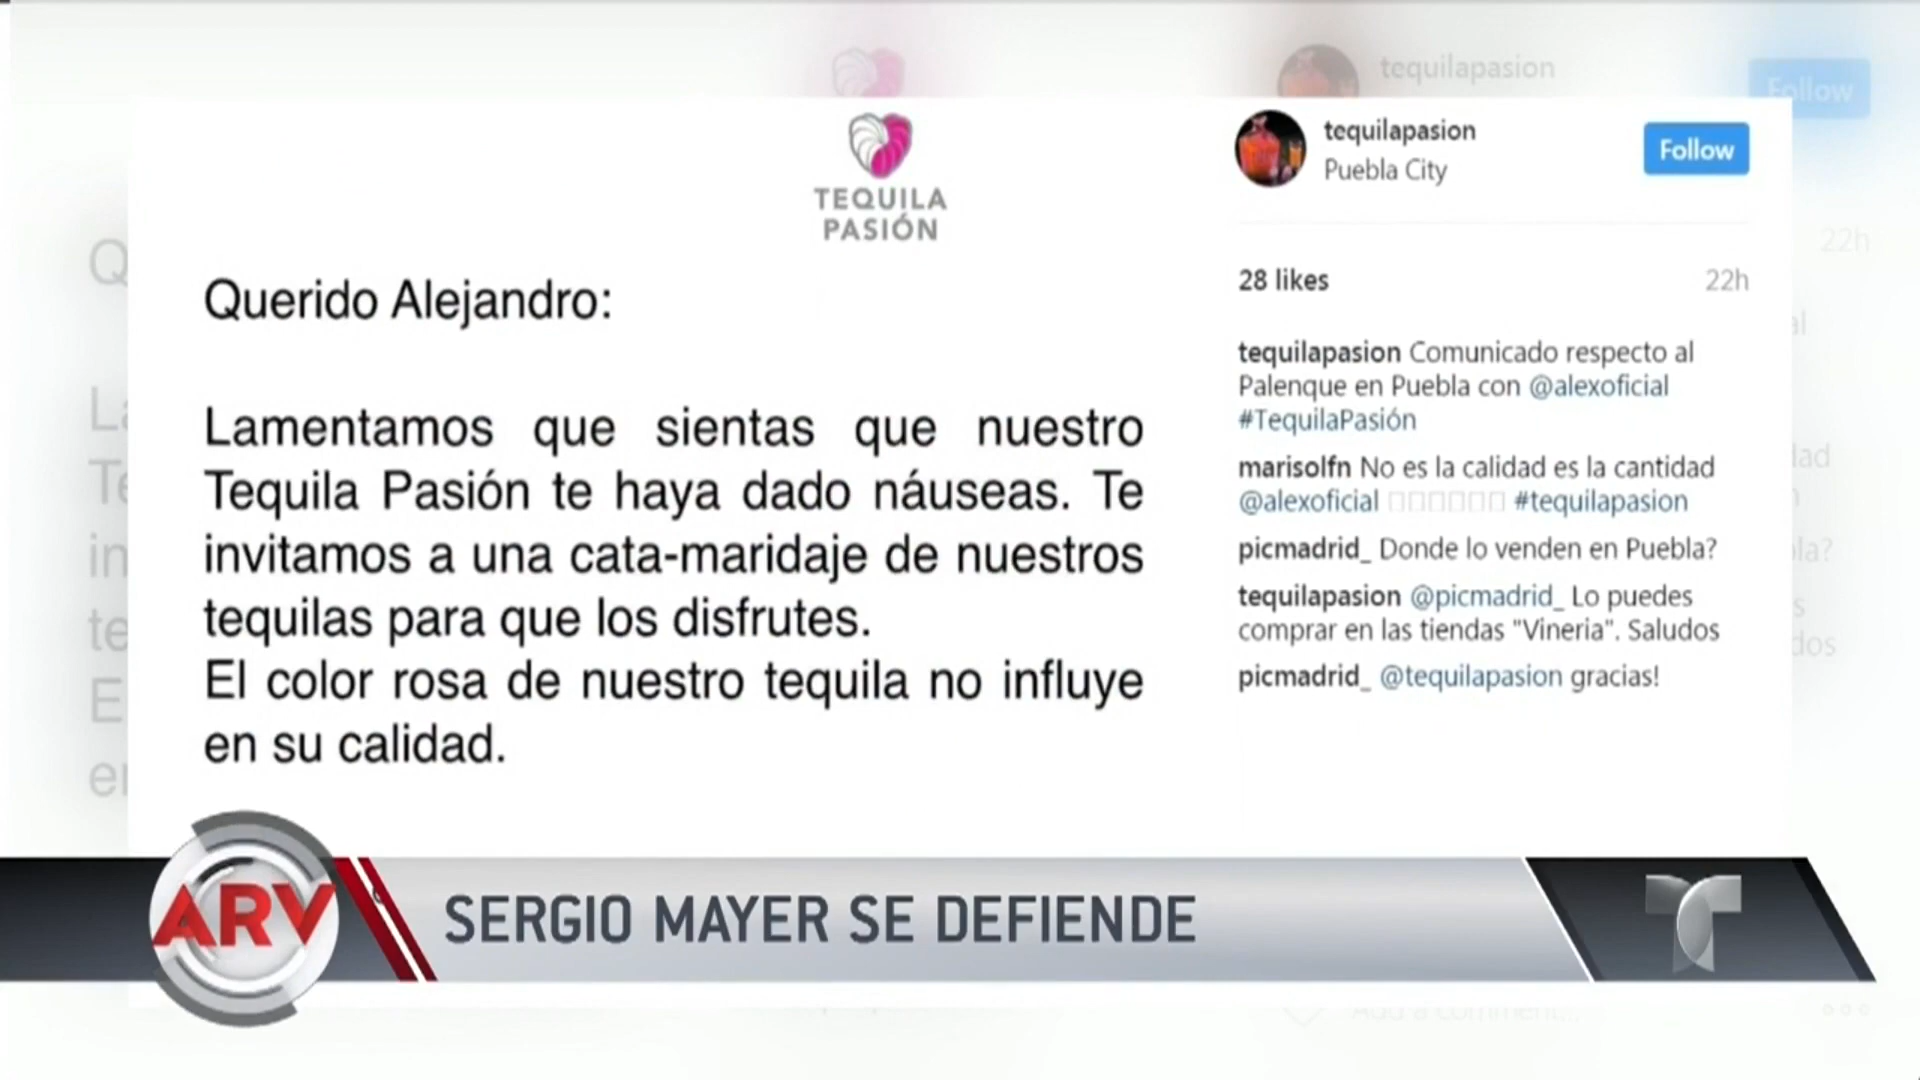 tequilapasion
Follow
TEQUILA
PASIÓN
tequilapasion
Puebla City
Follow
Querido Alejandro:
Lamentamos que sientas que nuestro
Tequila Pasión te haya dado náuseas. Te
invitamos a una cata-maridaje de nuestros
tequilas para que los disfrutes.
El color rosa de nuestro tequila no influye
en su calidad.
28 likes
22h
22h
tequilapasion Comunicado respecto al
Palenque en Puebla con @alexoficial
#TequilaPasión
marisolfn No es la calidad es la cantidad
@alexoficial □□□□□□ #tequilapasion
picmadrid_ Donde lo venden en Puebla?
tequilapasion @picmadrid_ Lo puedes
comprar en las tiendas "Vineria". Saludos
picmadrid_ @tequilapasion gracias!
ARV
SERGIO MAYER SE DEFIENDE
T